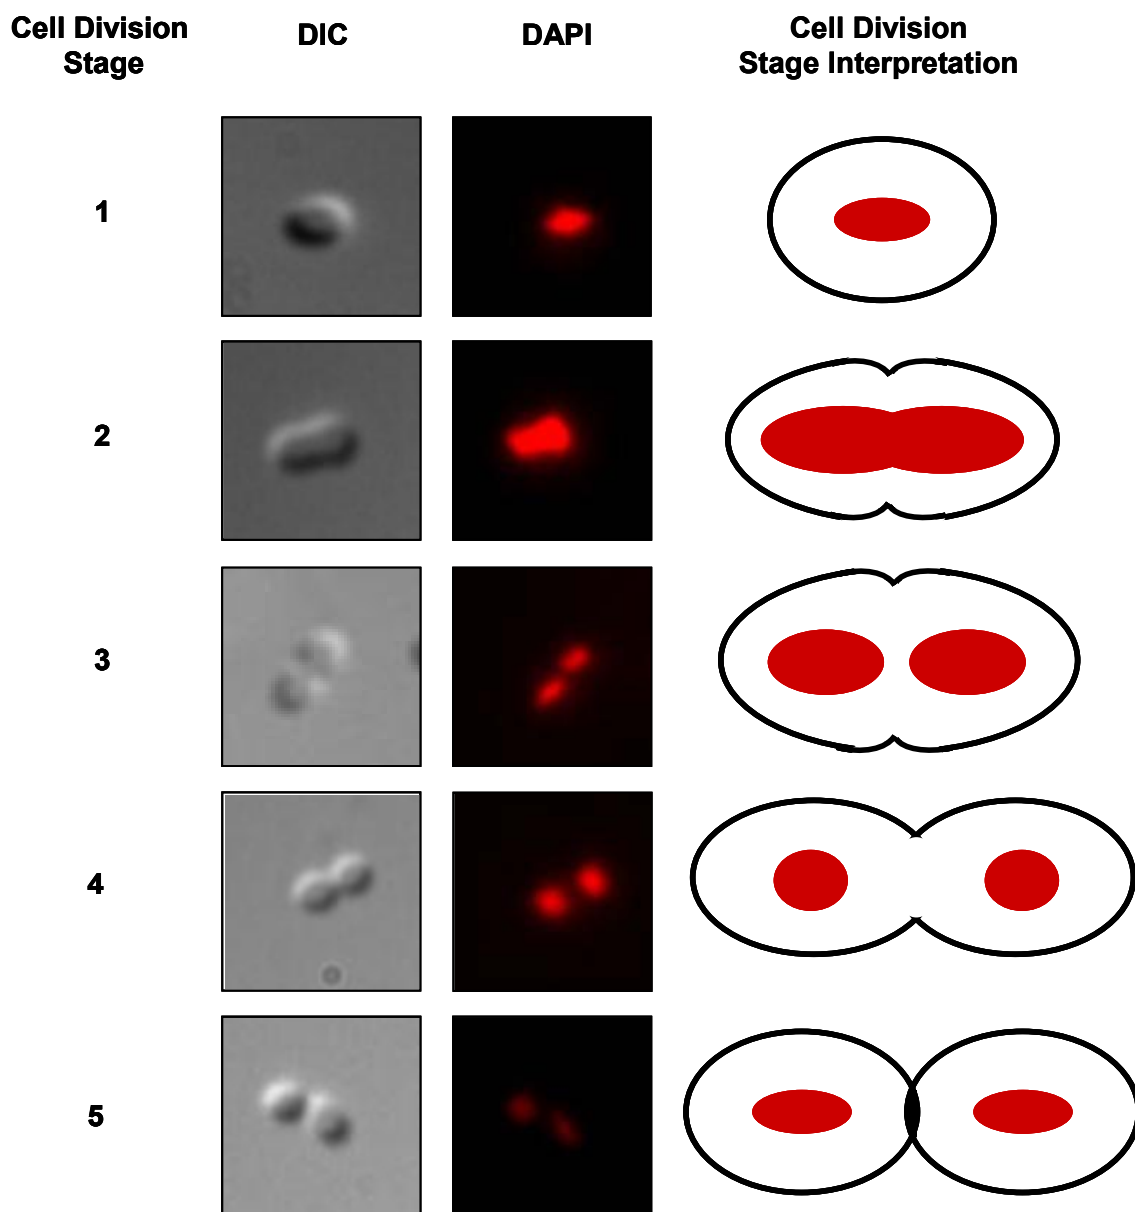 Cell Division
Stage
DIC
DAPI
Cell Division
Stage Interpretation
1
2
3
4
5